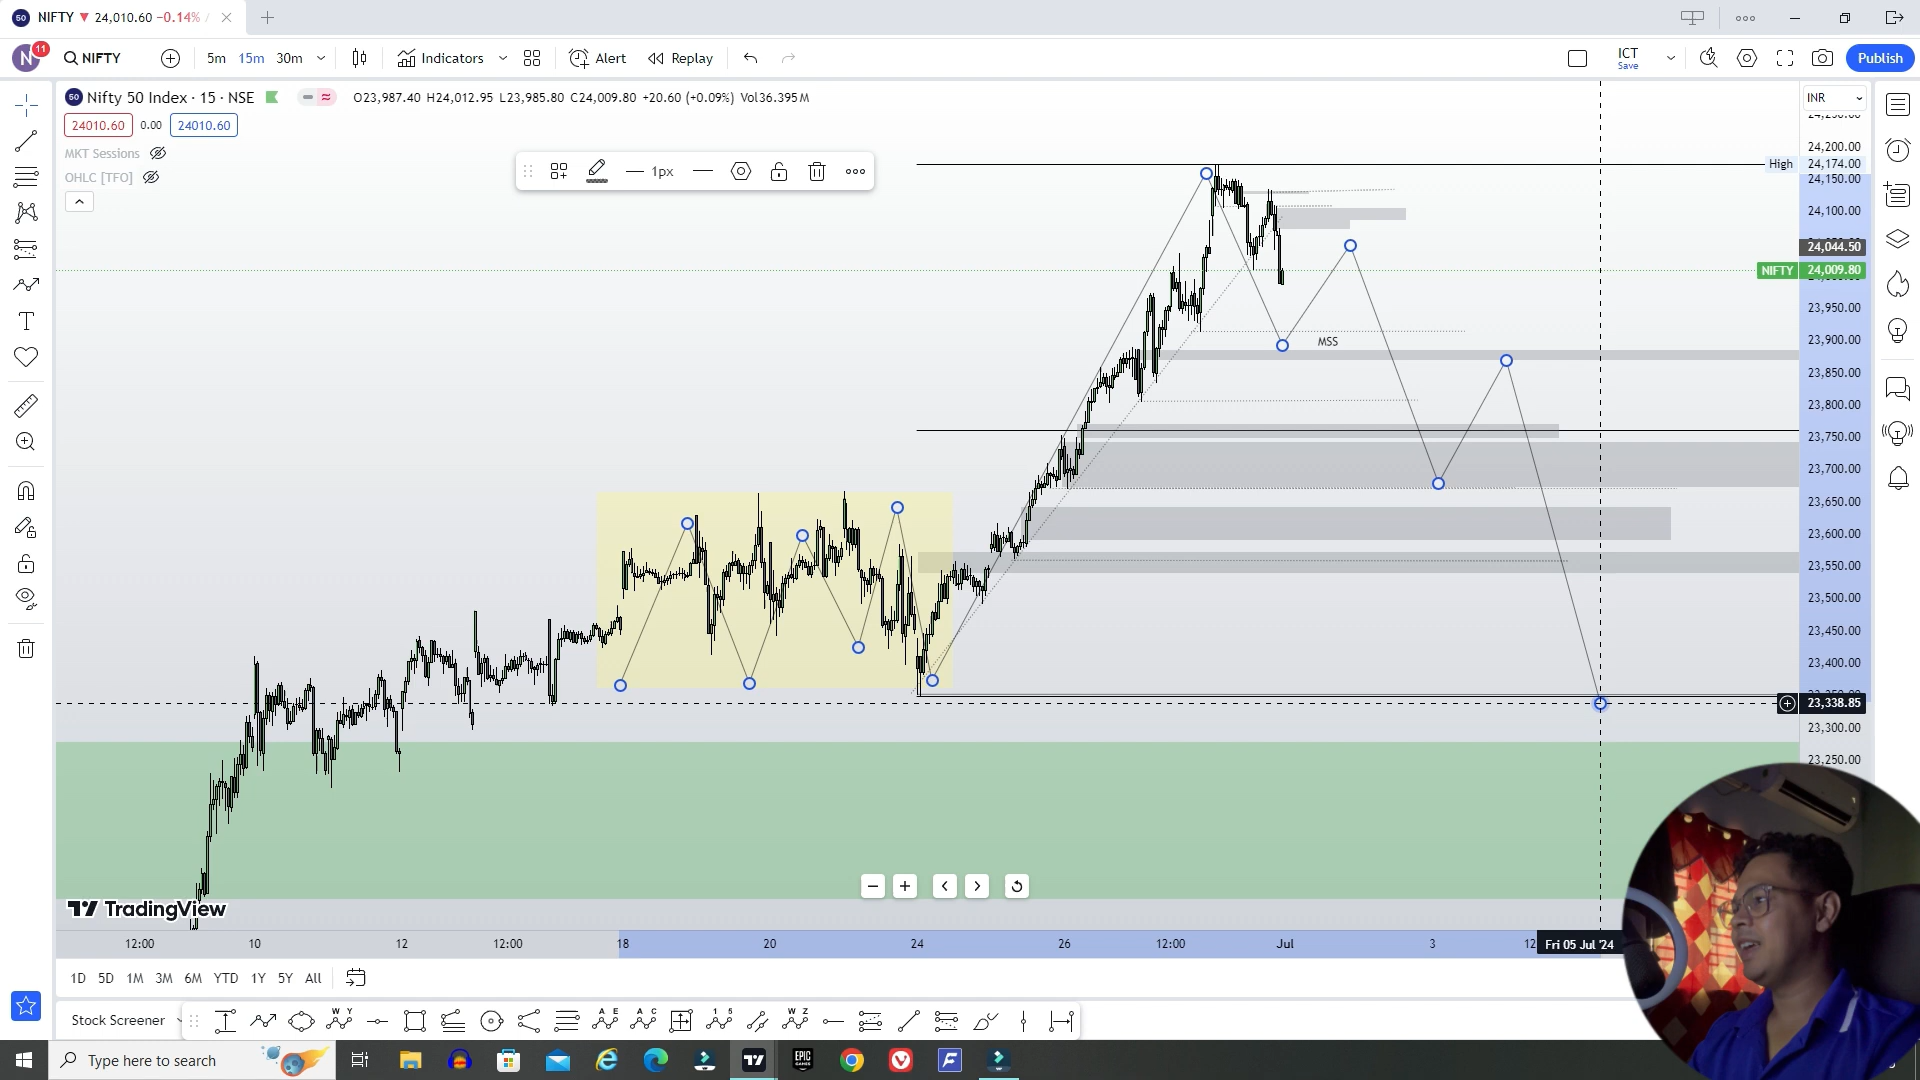 NIFTY ▼ 24,010.60 −0.14% /
N 11 NIFTY 5m 15m 30m Indicators Alert Replay ICT Save Publish
Nifty 50 Index · 15 · NSE O23,987.40 H24,012.95 L23,985.80 C24,009.80 +20.60 (+0.09%) Vol36.395 M
INR
24010.60 0.00 24010.60
24,200.00
MKT Sessions
High 24,174.00
OHLC [TFO]
1px
24,150.00
24,100.00
24,044.50
NIFTY 24,009.80
23,950.00
23,900.00
MSS
23,850.00
23,800.00
23,750.00
23,700.00
23,650.00
23,600.00
23,550.00
23,500.00
23,450.00
23,400.00
23,338.85
23,300.00
23,250.00
TradingView
12:00 10 12 12:00 18 20 24 26 12:00 Jul 3 Fri 05 Jul '24
1D 5D 1M 3M 6M YTD 1Y 5Y All
Stock Screener
Type here to search